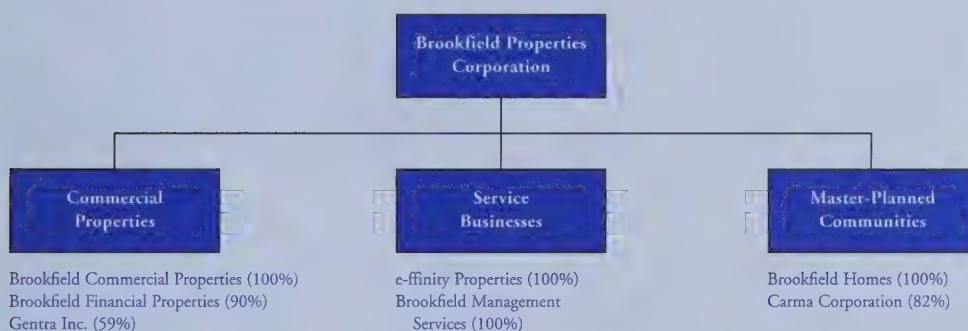 Brookfield Properties
Corporation
Commercial
Properties
Service
Businesses
Master-Planned
Communities
Brookfield Commercial Properties (100%)
Brookfield Financial Properties (90%)
Gentra Inc. (59%)
e-ffinity Properties (100%)
Brookfield Management
Services (100%)
Brookfield Homes (100%)
Carma Corporation (82%)